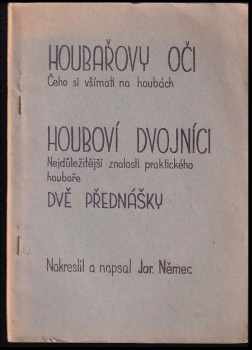 HOUBAŘOVY OČI
Čeho si všímati na houbách
HOUBOVÍ DVOJNÍCI
Nejdůležitější znalosti praktického
houbaře
DVĚ PŘEDNÁŠKY
Nakreslil a napsal Jar. Němec